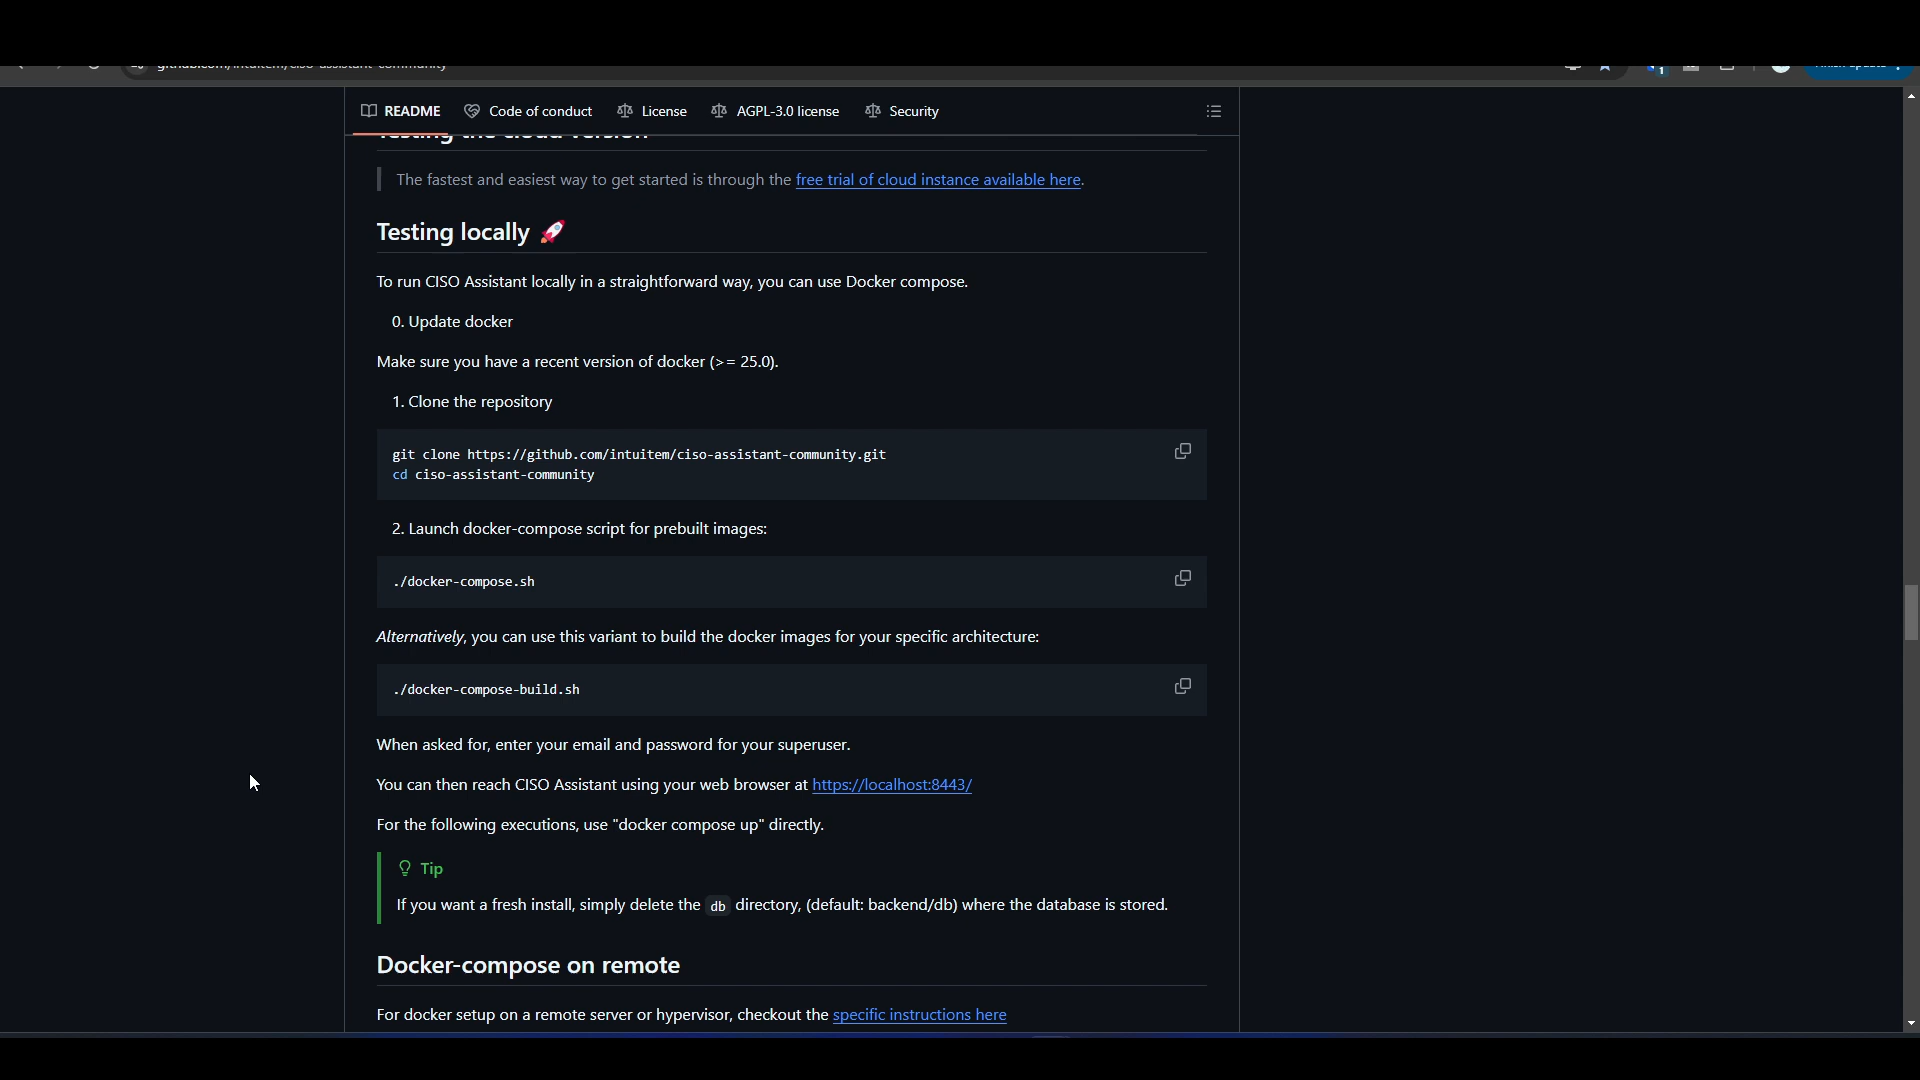 README Code of conduct License AGPL-3.0 license Security
The fastest and easiest way to get started is through the free trial of cloud instance available here.
Testing locally 🚀
To run CISO Assistant locally in a straightforward way, you can use Docker compose.
0. Update docker
Make sure you have a recent version of docker (>= 25.0).
1. Clone the repository
git clone https://github.com/intuitem/ciso-assistant-community.git
cd ciso-assistant-community
2. Launch docker-compose script for prebuilt images:
./docker-compose.sh
Alternatively, you can use this variant to build the docker images for your specific architecture:
./docker-compose-build.sh
When asked for, enter your email and password for your superuser.
You can then reach CISO Assistant using your web browser at https://localhost:8443/
For the following executions, use "docker compose up" directly.
Tip
If you want a fresh install, simply delete the db directory, (default: backend/db) where the database is stored.
Docker-compose on remote
For docker setup on a remote server or hypervisor, checkout the specific instructions here